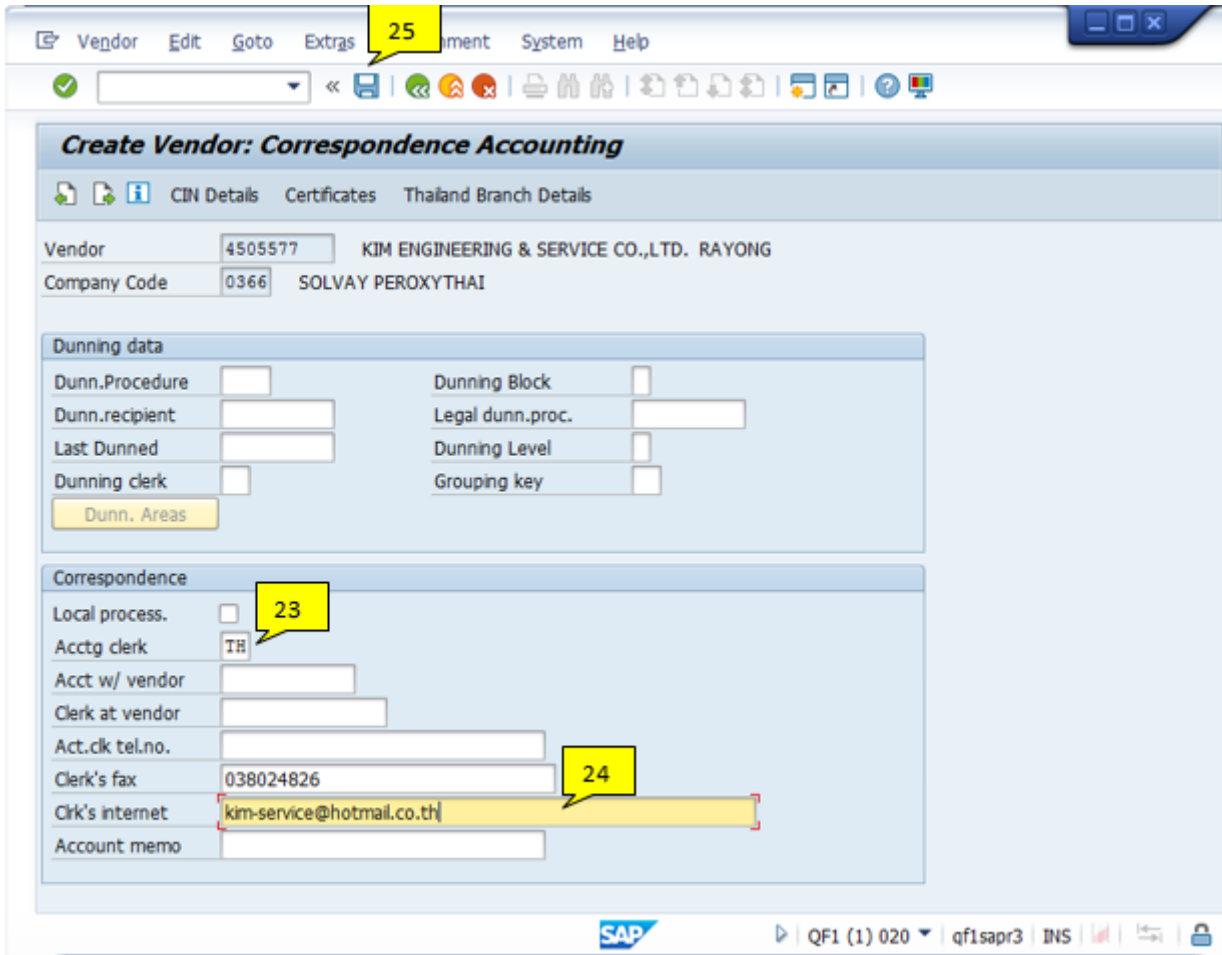 25
Vendor Edit Goto Extras nment System Help
Create Vendor: Correspondence Accounting
CIN Details Certificates Thailand Branch Details
Vendor 4505577 KIM ENGINEERING & SERVICE CO.,LTD. RAYONG
Company Code 0366 SOLVAY PEROXYTHAI
Dunning data
Dunn.Procedure Dunning Block
Dunn.recipient Legal dunn.proc.
Last Dunned Dunning Level
Dunning clerk Grouping key
Dunn. Areas
Correspondence
23
Local process.
Acctg clerk TH
Acct w/ vendor
Clerk at vendor
Act.clk tel.no.
24
Clerk's fax 038024826
Clrk's internet kim-service@hotmail.co.th
Account memo
SAP QF1 (1) 020 qf1sapr3 INS